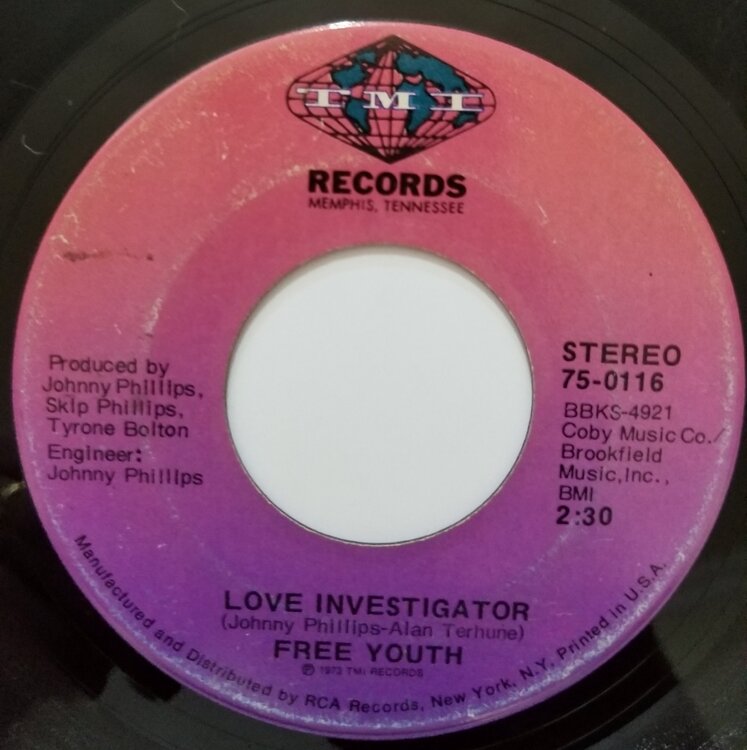 TMI
RECORDS
MEMPHIS, TENNESSEE
Produced by
Johnny Phillips,
Skip Phillips,
Tyrone Bolton
Engineer:
Johnny Phillips
STEREO
75-0116
BBKS-4921
Coby Music Co./
Brookfield
Music,Inc.,
BMI
2:30
LOVE INVESTIGATOR
(Johnny Phillips-Alan Terhune)
FREE YOUTH
℗ 1973 TMI RECORDS
Manufactured and Distributed by RCA Records, New York, N.Y. Printed in U.S.A.